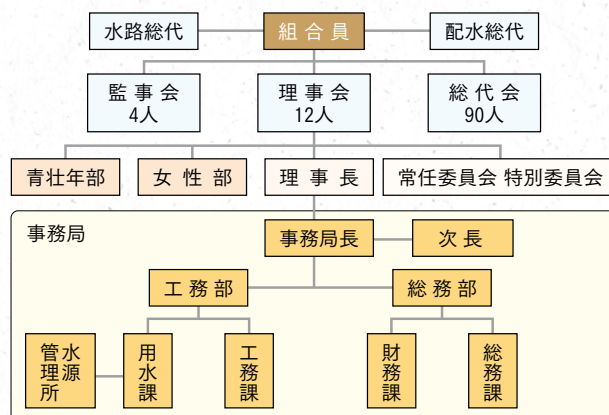 水路総代
組合員
配水総代
監事会
4人
理事会
12人
総代会
90人
青壮年部
女性部
理事長
常任委員会 特別委員会
事務局
事務局長
次長
工務部
総務部
水源
管理所
用水課
工務課
財務課
総務課